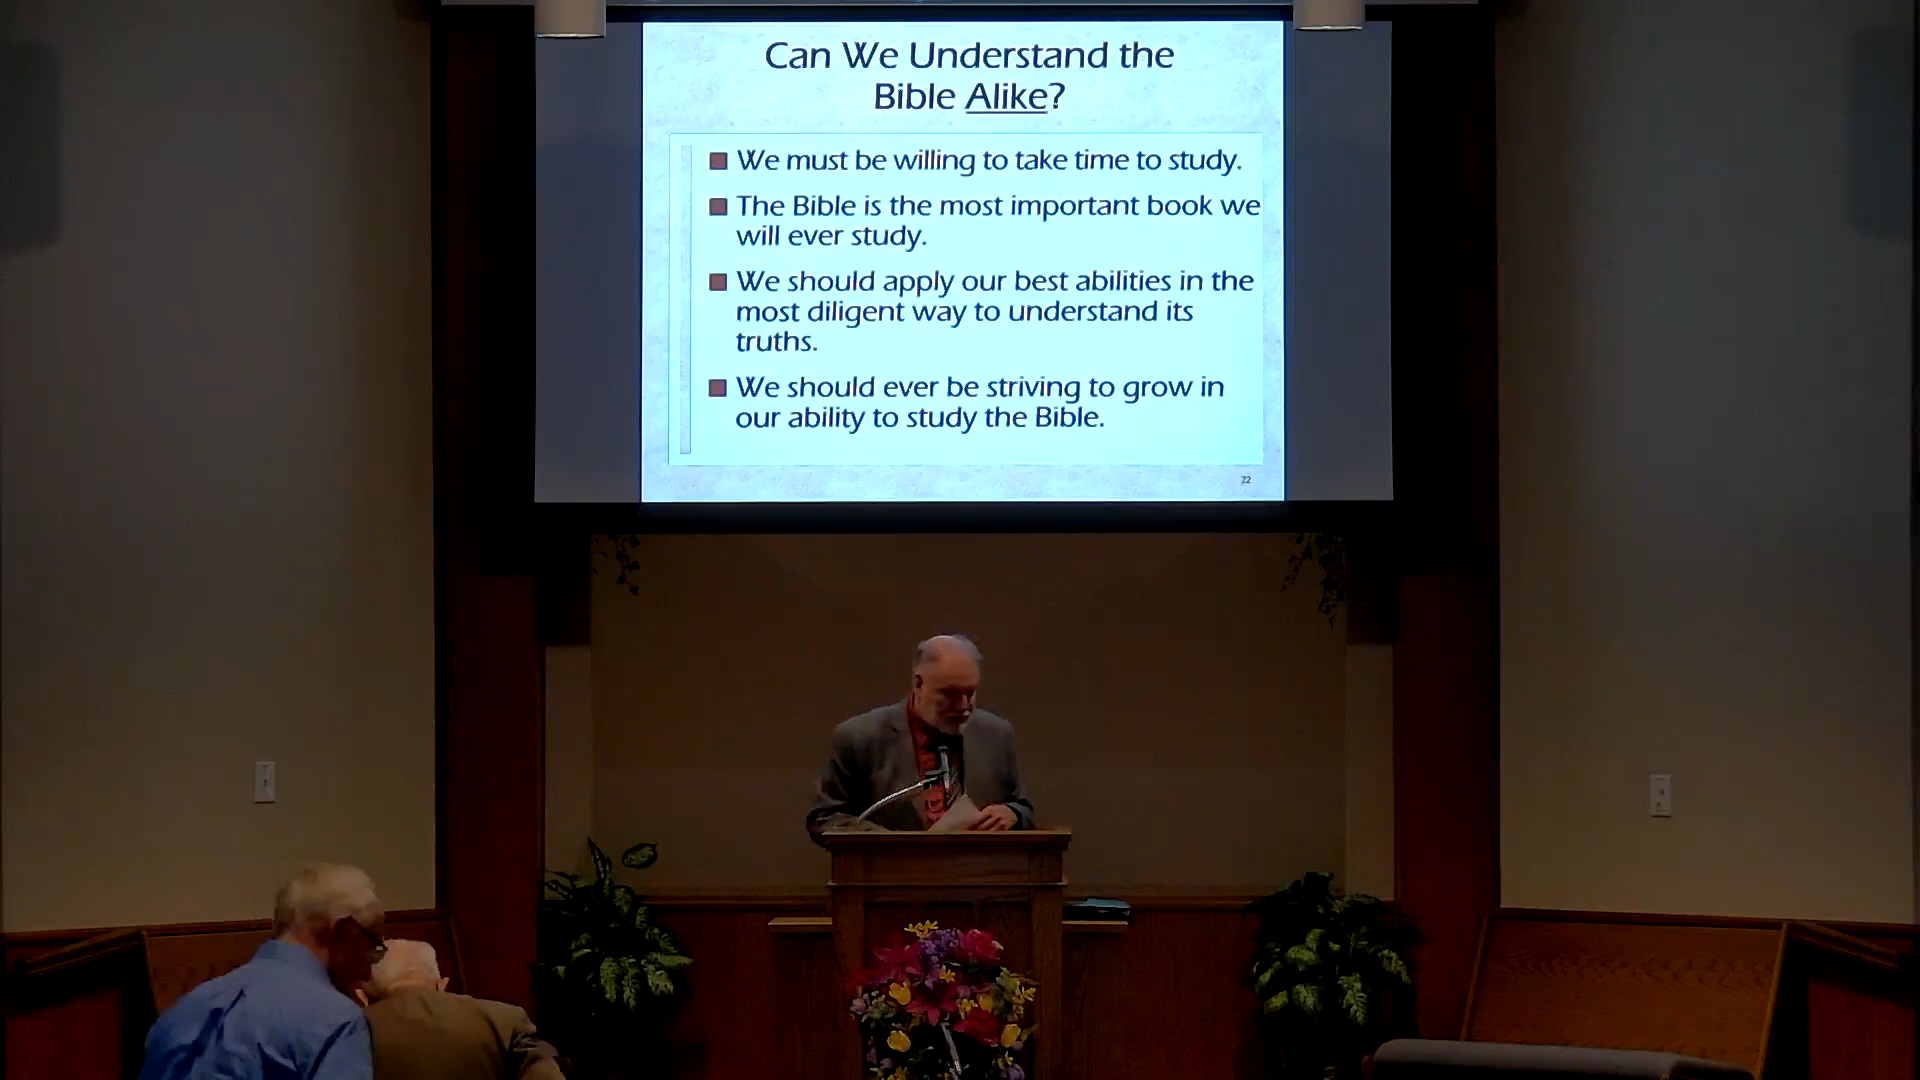 Can We Understand the
Bible Alike?
We must be willing to take time to study.
The Bible is the most important book we
will ever study.
We should apply our best abilities in the
most diligent way to understand its
truths.
We should ever be striving to grow in
our ability to study the Bible.
22